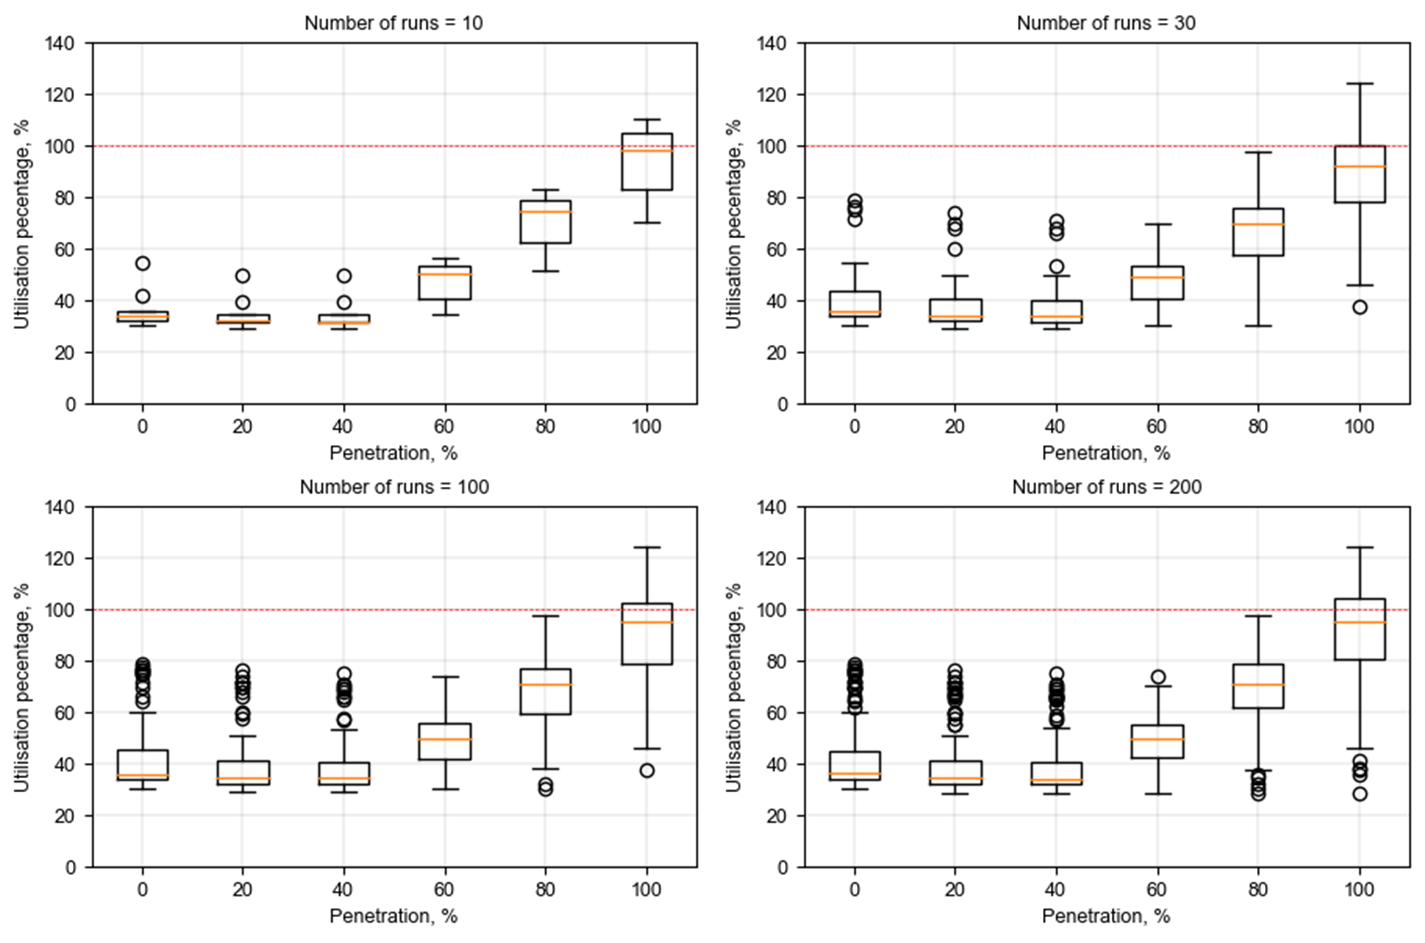 Number of runs = 10
Utilisation pecentage, %
140
120
100
80
60
40
20
0
0 20 40 60 80 100
Penetration, %
Number of runs = 30
Utilisation pecentage, %
140
120
100
80
60
40
20
0
0 20 40 60 80 100
Penetration, %
Number of runs = 100
Utilisation pecentage, %
140
120
100
80
60
40
20
0
0 20 40 60 80 100
Penetration, %
Number of runs = 200
Utilisation pecentage, %
140
120
100
80
60
40
20
0
0 20 40 60 80 100
Penetration, %